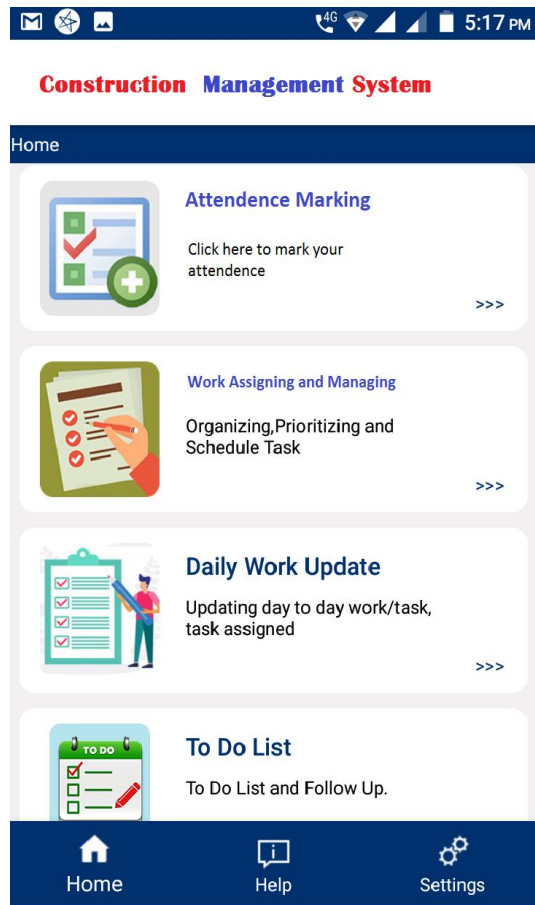 4G 5:17 PM
Construction Management System
Home
Attendence Marking
Click here to mark your
attendence
>>>
Work Assigning and Managing
Organizing,Prioritizing and
Schedule Task
>>>
Daily Work Update
Updating day to day work/task,
task assigned
>>>
TO DO
To Do List
To Do List and Follow Up.
Home Help Settings